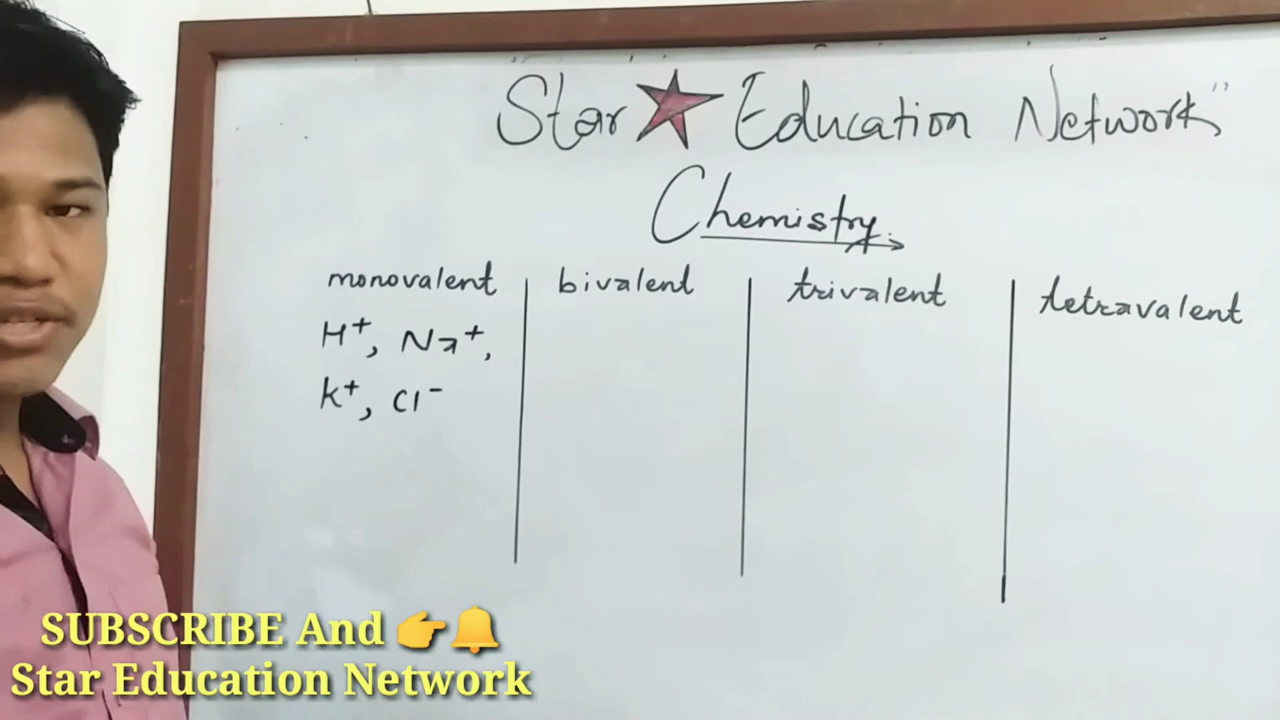 Star ★ Education Network"
Chemistry
monovalent bivalent trivalent tetravalent
H⁺, Na⁺,
K⁺, Cl⁻
SUBSCRIBE And 👉🔔
Star Education Network